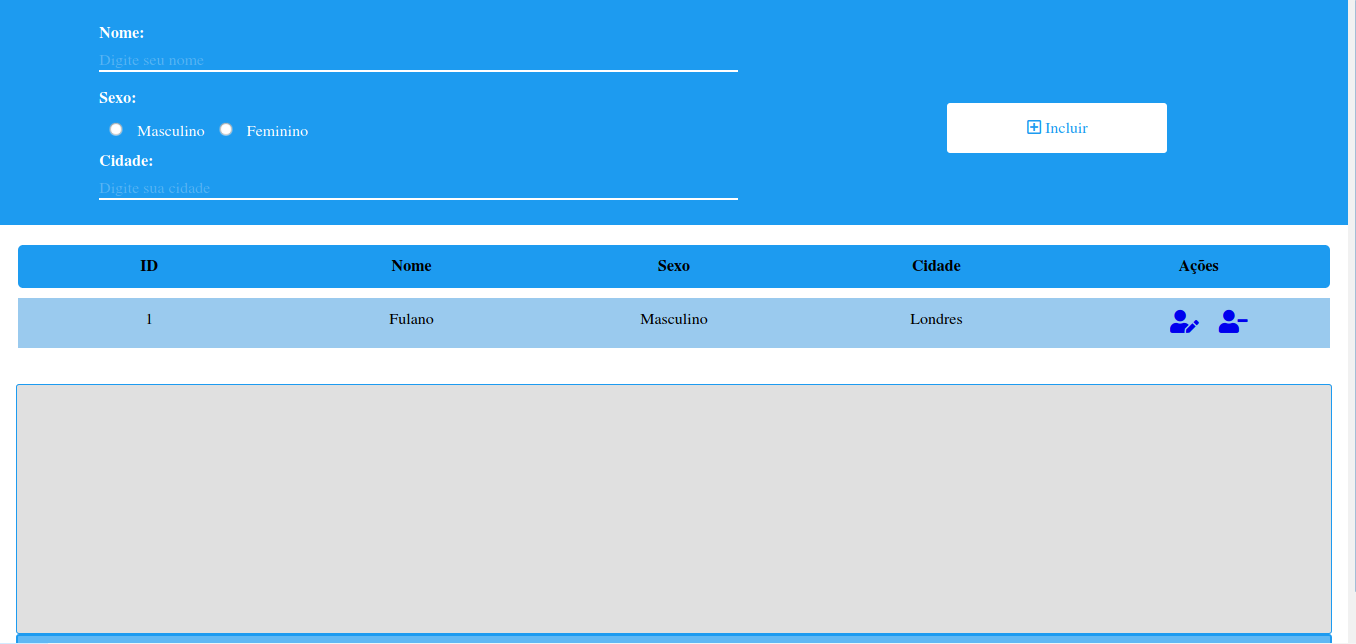 Nome:
Digite seu nome
Sexo:
Masculino Feminino
Incluir
Cidade:
Digite sua cidade
ID Nome Sexo Cidade Ações
1 Fulano Masculino Londres